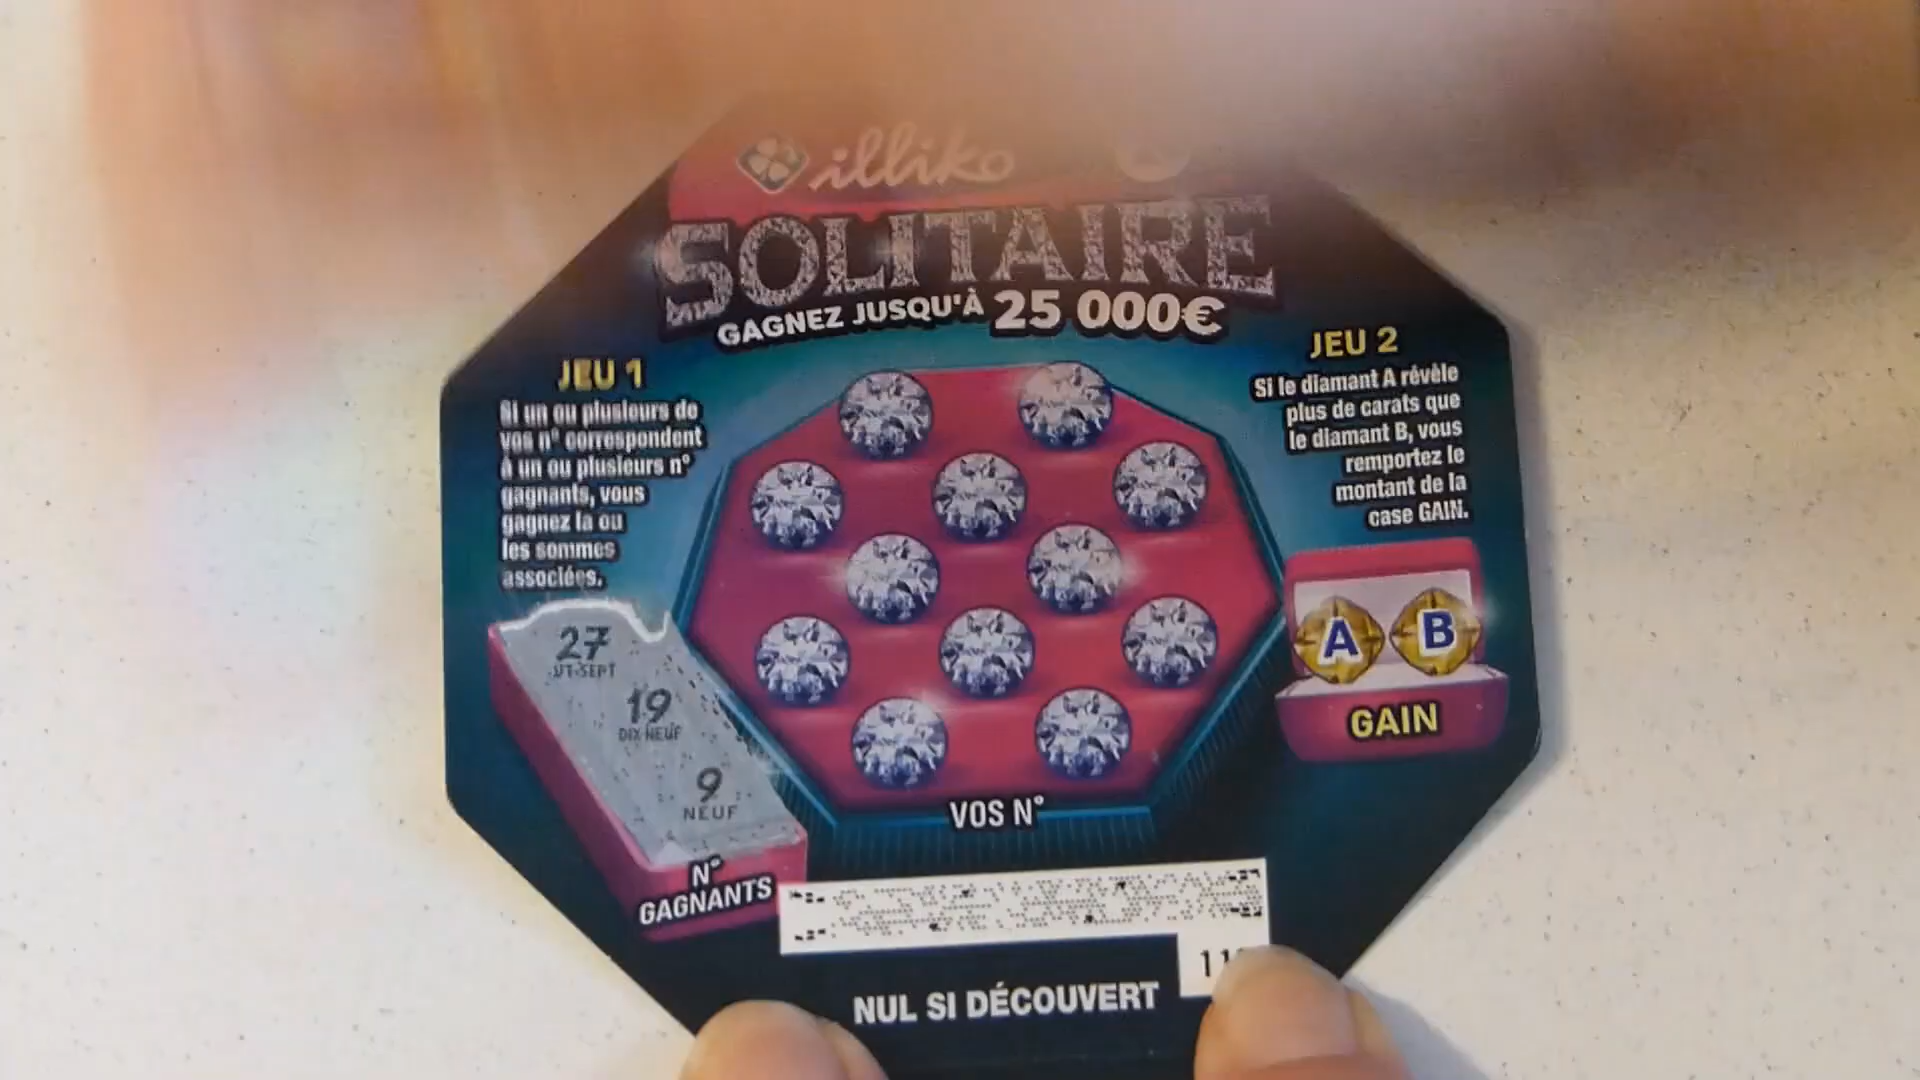 illiko
SOLITAIRE
GAGNEZ JUSQU'À 25 000€
JEU 1
Si un ou plusieurs de
vos n° correspondent
à un ou plusieurs n°
gagnants, vous
gagnez la ou
les sommes
associées.
JEU 2
Si le diamant A révèle
plus de carats que
le diamant B, vous
remportez le
montant de la
case GAIN.
27
GT-SEPT
19
DIX NEUF
9
NEUF
N°
GAGNANTS
A B
GAIN
VOS N°
NUL SI DÉCOUVERT